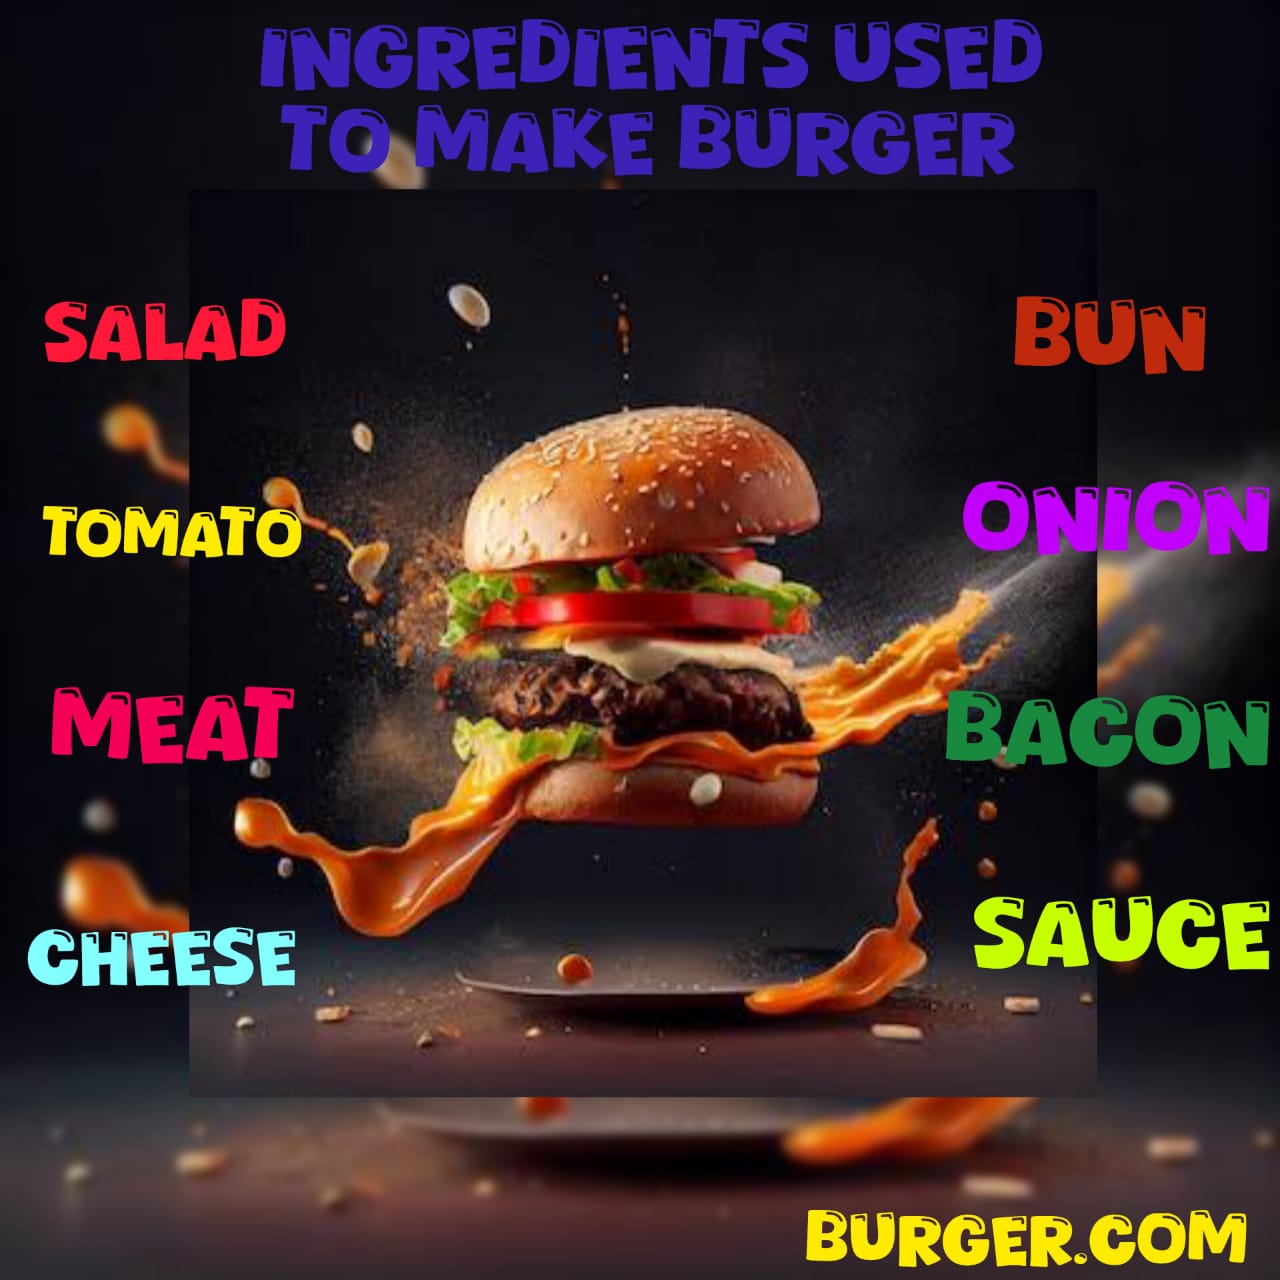 INGREDIENTS USED
TO MAKE BURGER
SALAD
BUN
TOMATO
ONION
MEAT
BACON
CHEESE
SAUCE
BURGER.COM